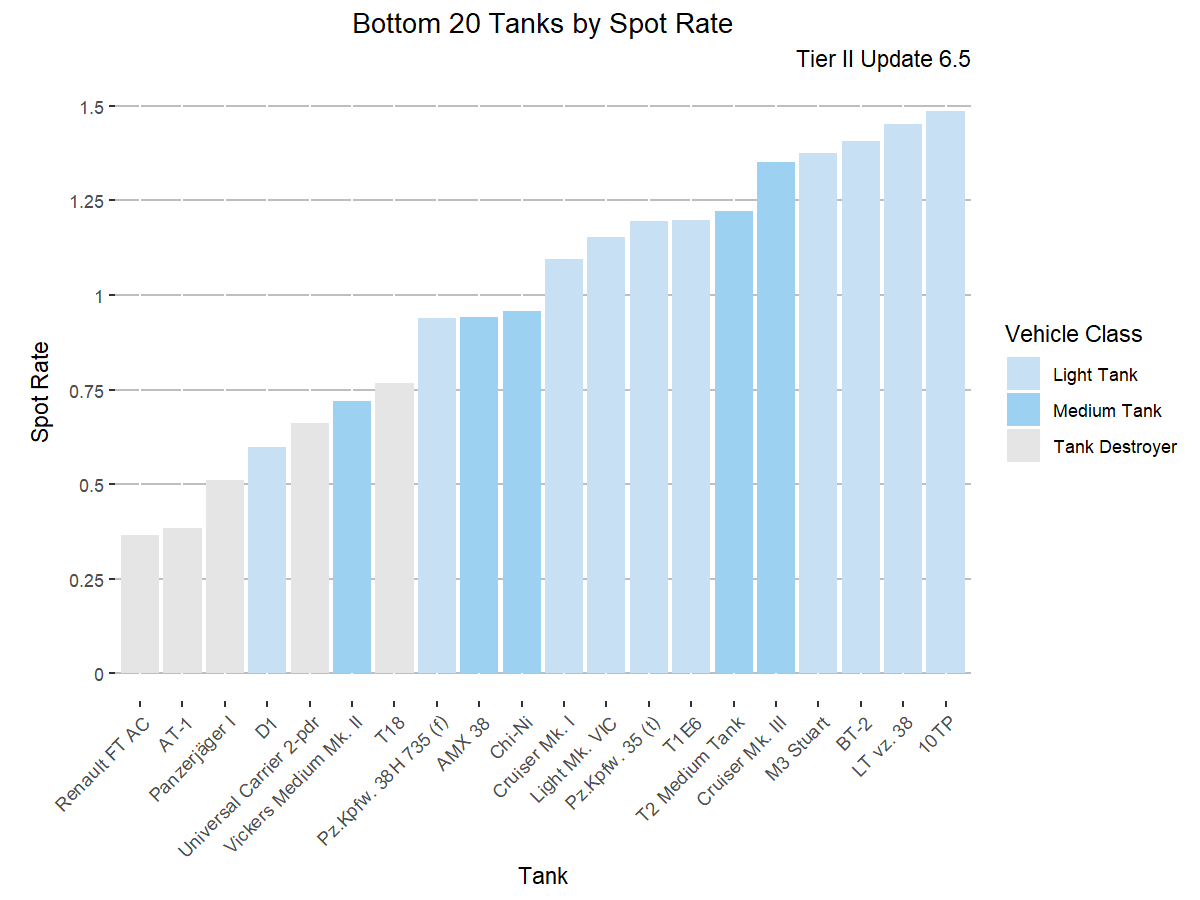 Bottom 20 Tanks by Spot Rate
Tier II Update 6.5
1.5
1.25
1
0.75
0.5
0.25
0
Spot Rate
Renault FT AC
AT-1
Panzerjäger I
D1
Universal Carrier 2-pdr
Vickers Medium Mk. II
T18
Pz.Kpfw. 38H 735 (f)
AMX 38
Chi-Ni
Cruiser Mk. I
Light Mk. VIC
Pz.Kpfw. 35 (t)
T1E6
T2 Medium Tank
Cruiser Mk. III
M3 Stuart
BT-2
LT vz. 38
10TP
Tank
Vehicle Class
Light Tank
Medium Tank
Tank Destroyer